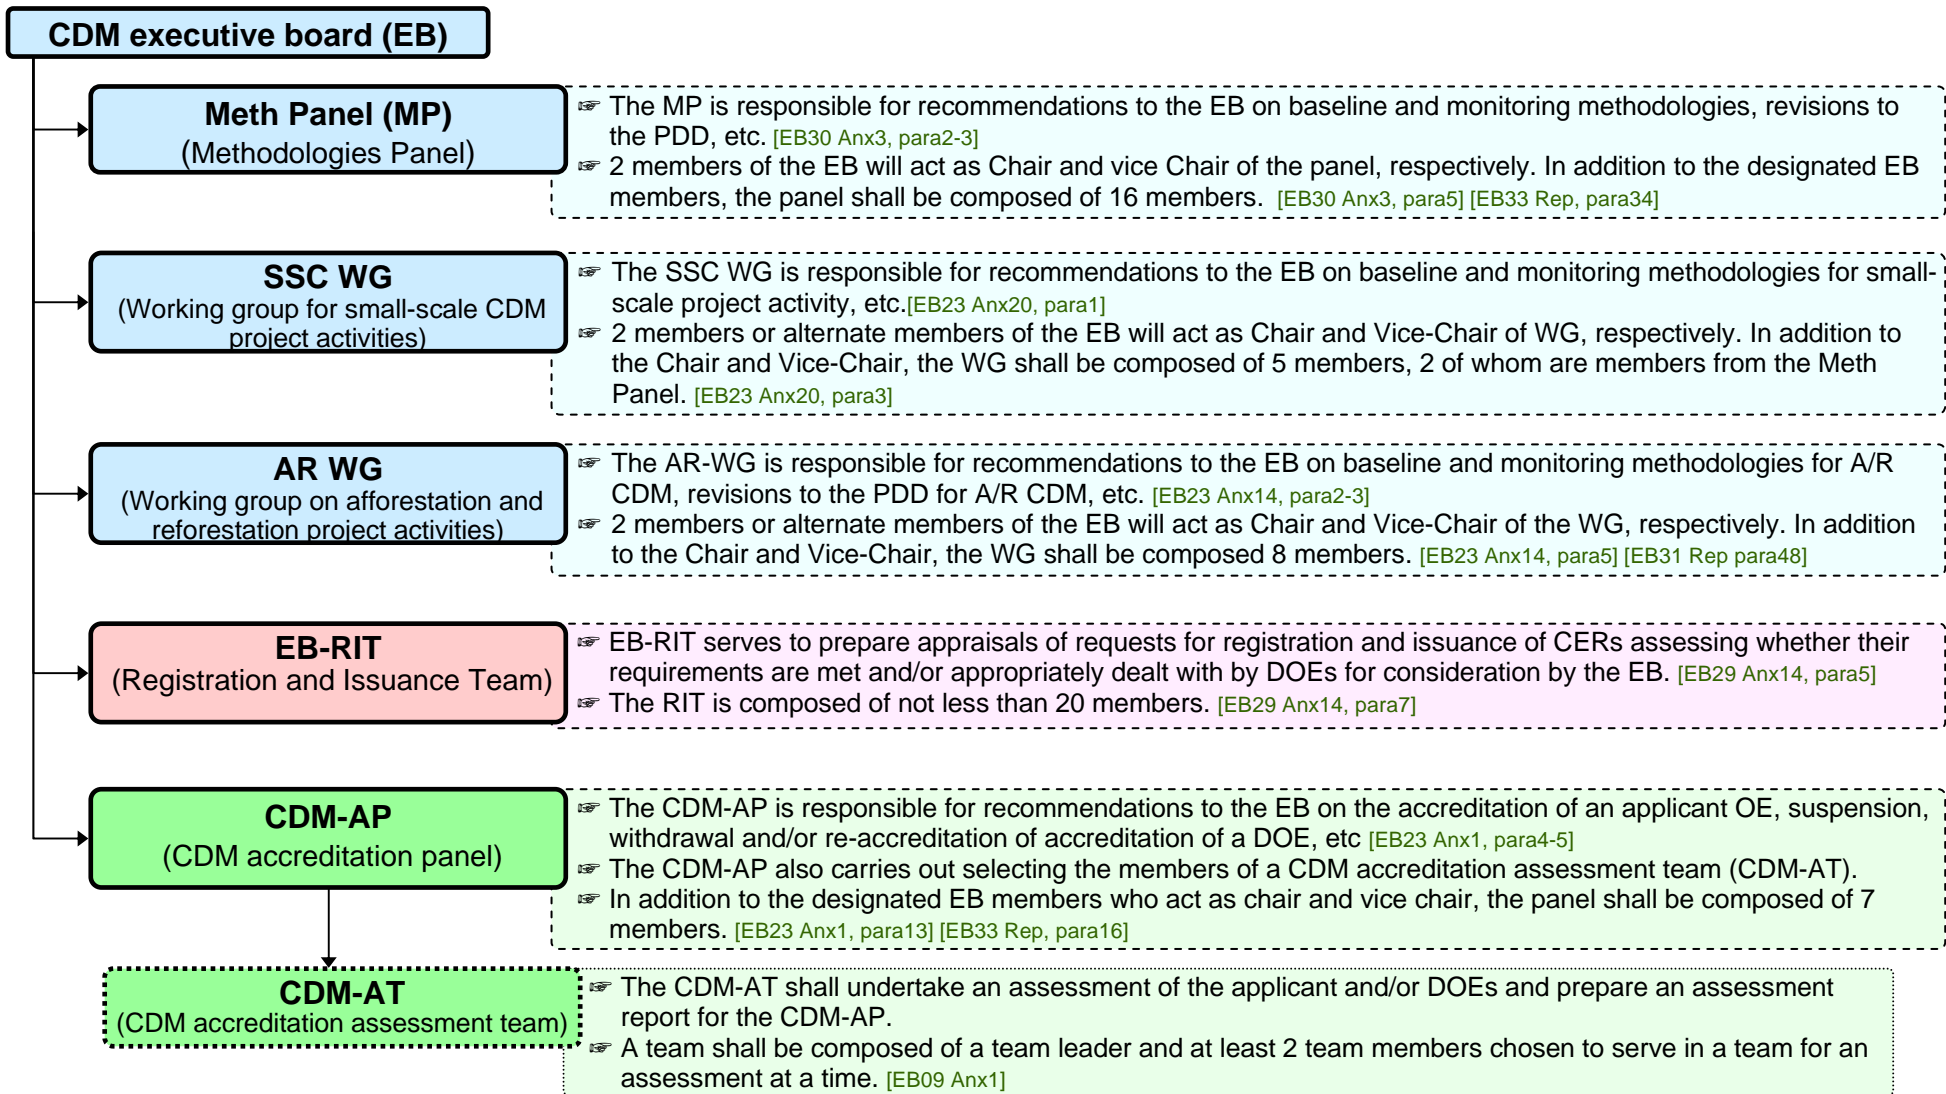 CDM executive board (EB)
Meth Panel (MP)
(Methodologies Panel)
☞ The MP is responsible for recommendations to the EB on baseline and monitoring methodologies, revisions to
the PDD, etc. [EB30 Anx3, para2-3]
☞ 2 members of the EB will act as Chair and vice Chair of the panel, respectively. In addition to the designated EB
members, the panel shall be composed of 16 members. [EB30 Anx3, para5] [EB33 Rep, para34]
SSC WG
(Working group for small-scale CDM
project activities)
☞ The SSC WG is responsible for recommendations to the EB on baseline and monitoring methodologies for small-
scale project activity, etc.[EB23 Anx20, para1]
☞ 2 members or alternate members of the EB will act as Chair and Vice-Chair of WG, respectively. In addition to
the Chair and Vice-Chair, the WG shall be composed of 5 members, 2 of whom are members from the Meth
Panel. [EB23 Anx20, para3]
AR WG
(Working group on afforestation and
reforestation project activities)
☞ The AR-WG is responsible for recommendations to the EB on baseline and monitoring methodologies for A/R
CDM, revisions to the PDD for A/R CDM, etc. [EB23 Anx14, para2-3]
☞ 2 members or alternate members of the EB will act as Chair and Vice-Chair of the WG, respectively. In addition
to the Chair and Vice-Chair, the WG shall be composed 8 members. [EB23 Anx14, para5] [EB31 Rep para48]
EB-RIT
(Registration and Issuance Team)
☞ EB-RIT serves to prepare appraisals of requests for registration and issuance of CERs assessing whether their
requirements are met and/or appropriately dealt with by DOEs for consideration by the EB. [EB29 Anx14, para5]
☞ The RIT is composed of not less than 20 members. [EB29 Anx14, para7]
CDM-AP
(CDM accreditation panel)
☞ The CDM-AP is responsible for recommendations to the EB on the accreditation of an applicant OE, suspension,
withdrawal and/or re-accreditation of accreditation of a DOE, etc [EB23 Anx1, para4-5]
☞ The CDM-AP also carries out selecting the members of a CDM accreditation assessment team (CDM-AT).
☞ In addition to the designated EB members who act as chair and vice chair, the panel shall be composed of 7
members. [EB23 Anx1, para13] [EB33 Rep, para16]
CDM-AT
(CDM accreditation assessment team)
☞ The CDM-AT shall undertake an assessment of the applicant and/or DOEs and prepare an assessment
report for the CDM-AP.
☞ A team shall be composed of a team leader and at least 2 team members chosen to serve in a team for an
assessment at a time. [EB09 Anx1]